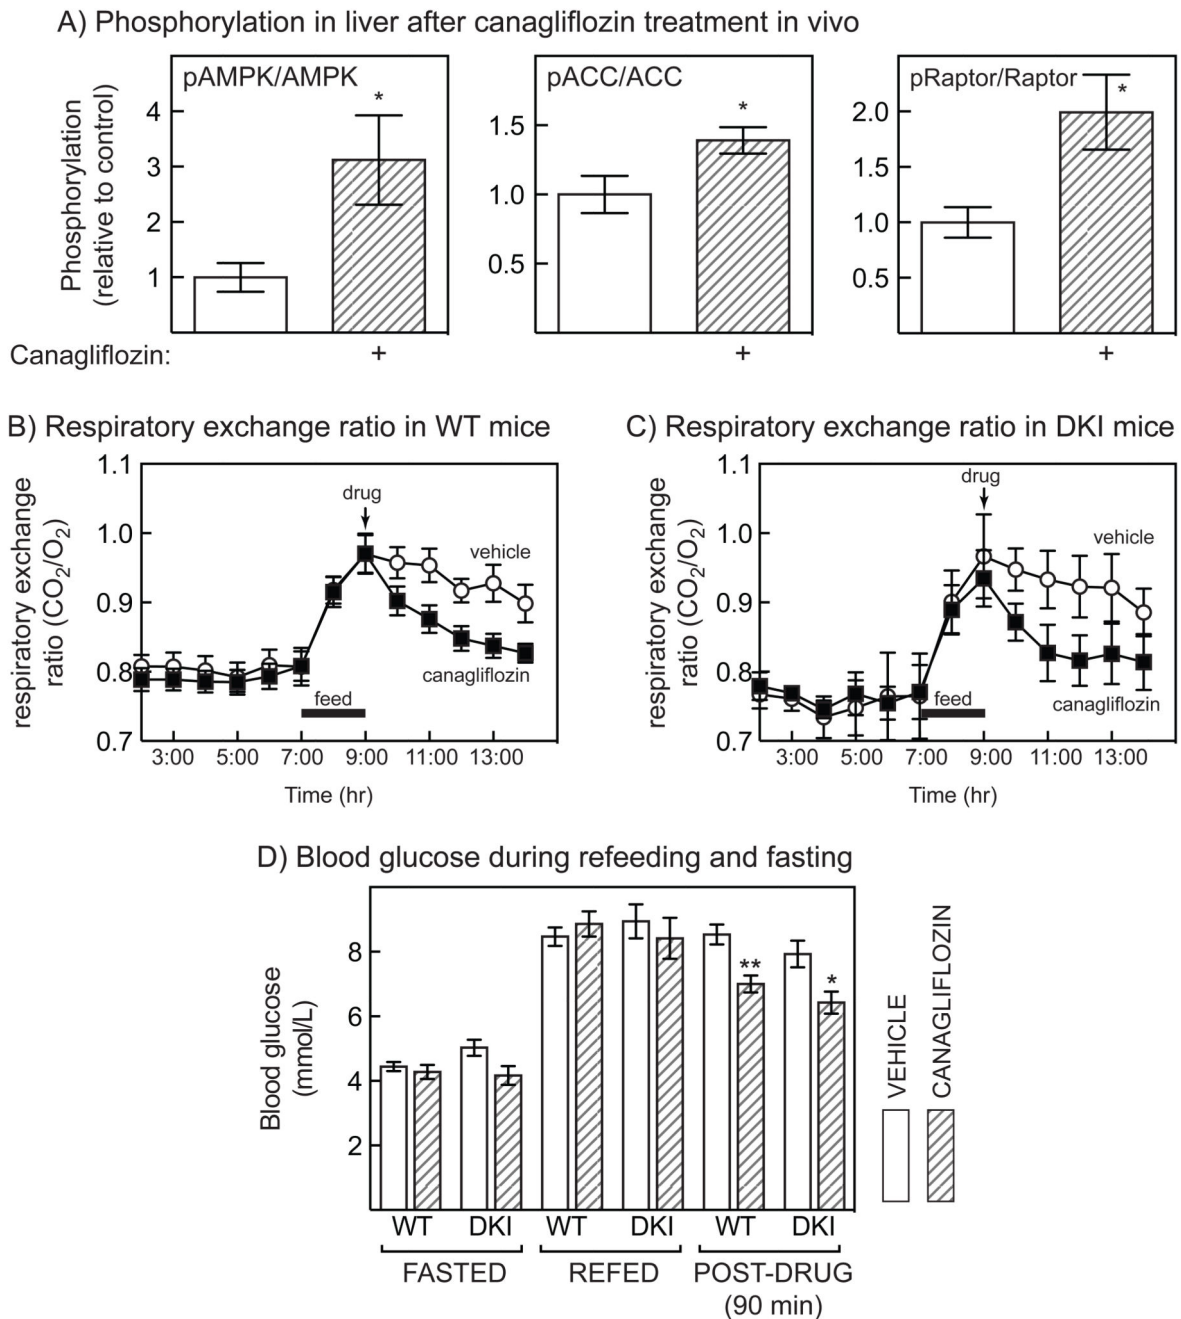 A) Phosphorylation in liver after canagliflozin treatment in vivo
Phosphorylation
(relative to control)
pAMPK/AMPK
4
3
2
1
*
pACC/ACC
1.5
1.0
0.5
*
pRaptor/Raptor
2.0
1.5
1.0
0.5
*
Canagliflozin:
+
+
+
B) Respiratory exchange ratio in WT mice
respiratory exchange
ratio (CO2/O2)
1.1
1.0
0.9
0.8
0.7
drug
vehicle
canagliflozin
feed
3:00 5:00 7:00 9:00 11:00 13:00
Time (hr)
C) Respiratory exchange ratio in DKI mice
respiratory exchange
ratio (CO2/O2)
1.1
1.0
0.9
0.8
0.7
drug
vehicle
feed
canagliflozin
3:00 5:00 7:00 9:00 11:00 13:00
Time (hr)
D) Blood glucose during refeeding and fasting
Blood glucose
(mmol/L)
8
6
4
2
**
*
WT DKI WT DKI WT DKI
FASTED REFED POST-DRUG
(90 min)
VEHICLE
CANAGLIFLOZIN